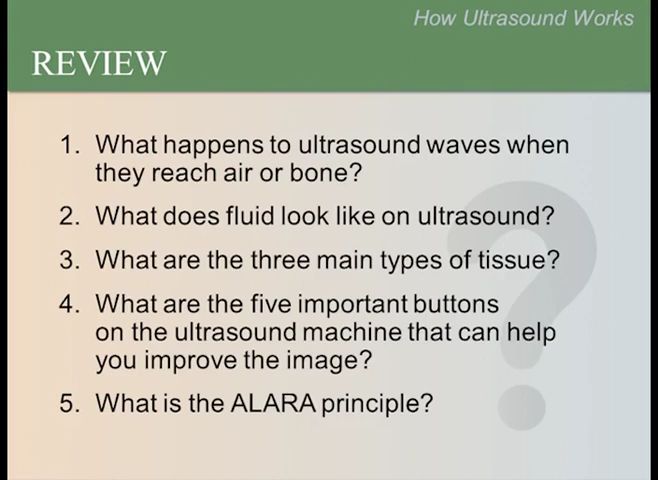 How Ultrasound Works
REVIEW
1. What happens to ultrasound waves when
they reach air or bone?
2. What does fluid look like on ultrasound?
3. What are the three main types of tissue?
4. What are the five important buttons
on the ultrasound machine that can help
you improve the image?
5. What is the ALARA principle?